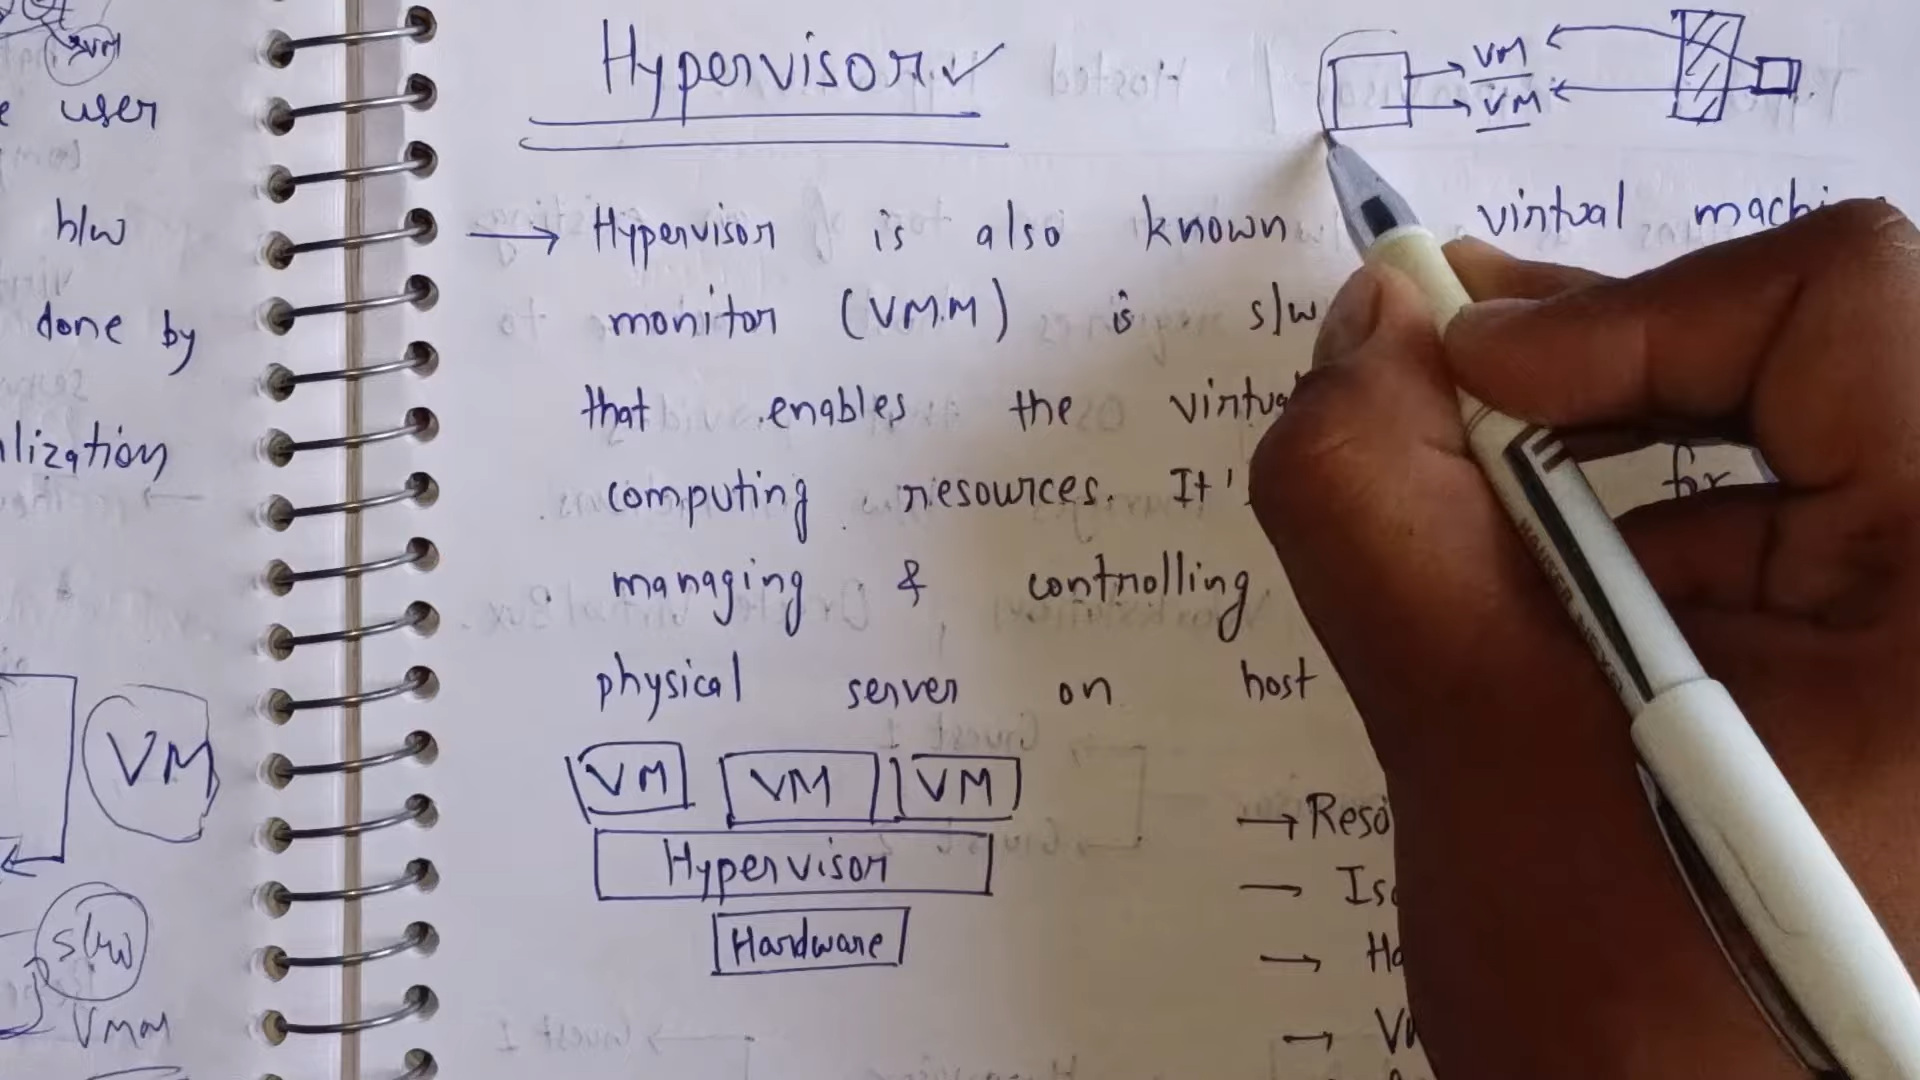 VM
user
h/w
done by
lization
VM
s/w
VMM
Hypervisor
VM
VM
Hypervisor is also known virtual
monitor (VMM) is s/w
that enables the
computing resources. It's for
managing & controlling
physical server on host
VM VM VM
Hypervisor
Hardware